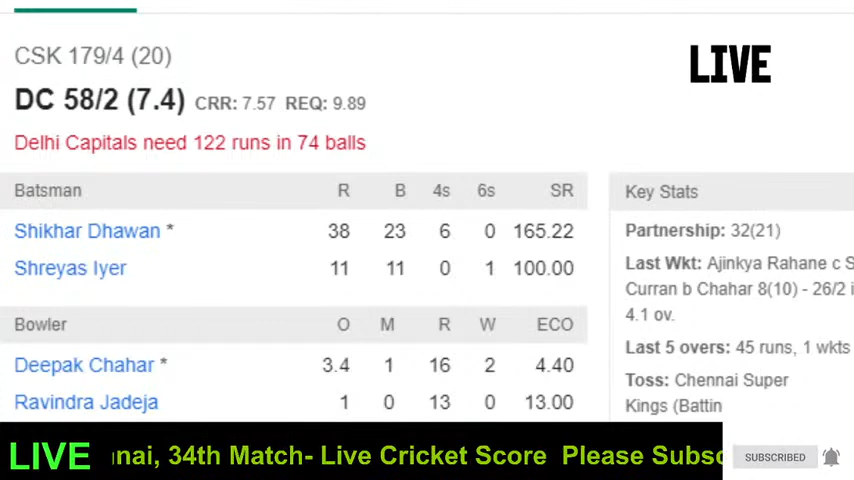 CSK 179/4 (20)
LIVE
DC 58/2 (7.4) CRR: 7.57 REQ: 9.89
Delhi Capitals need 122 runs in 74 balls
Batsman R B 4s 6s SR
Shikhar Dhawan * 38 23 6 0 165.22
Shreyas Iyer 11 11 0 1 100.00
Bowler O M R W ECO
Deepak Chahar * 3.4 1 16 2 4.40
Ravindra Jadeja 1 0 13 0 13.00
Key Stats
Partnership: 32(21)
Last Wkt: Ajinkya Rahane c S
Curran b Chahar 8(10) - 26/2 i
4.1 ov.
Last 5 overs: 45 runs, 1 wkts
Toss: Chennai Super
Kings (Battin
LIVE nai, 34th Match- Live Cricket Score Please Subsc
SUBSCRIBED